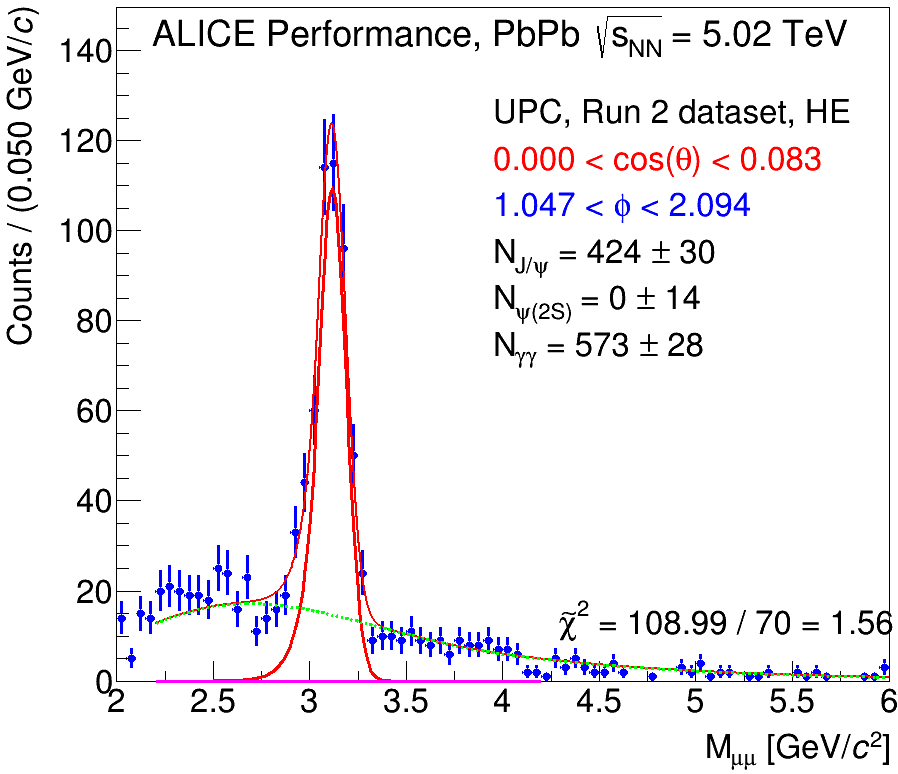 ALICE Performance, PbPb √sNN = 5.02 TeV
UPC, Run 2 dataset, HE
0.000 < cos(θ) < 0.083
1.047 < ϕ < 2.094
NJ/ψ = 424 ± 30
Nψ(2S) = 0 ± 14
Nγγ = 573 ± 28
χ̃2 = 108.99 / 70 = 1.56
Counts / (0.050 GeV/c)
140
120
100
80
60
40
20
0
2 2.5 3 3.5 4 4.5 5 5.5 6
Mμμ [GeV/c2]